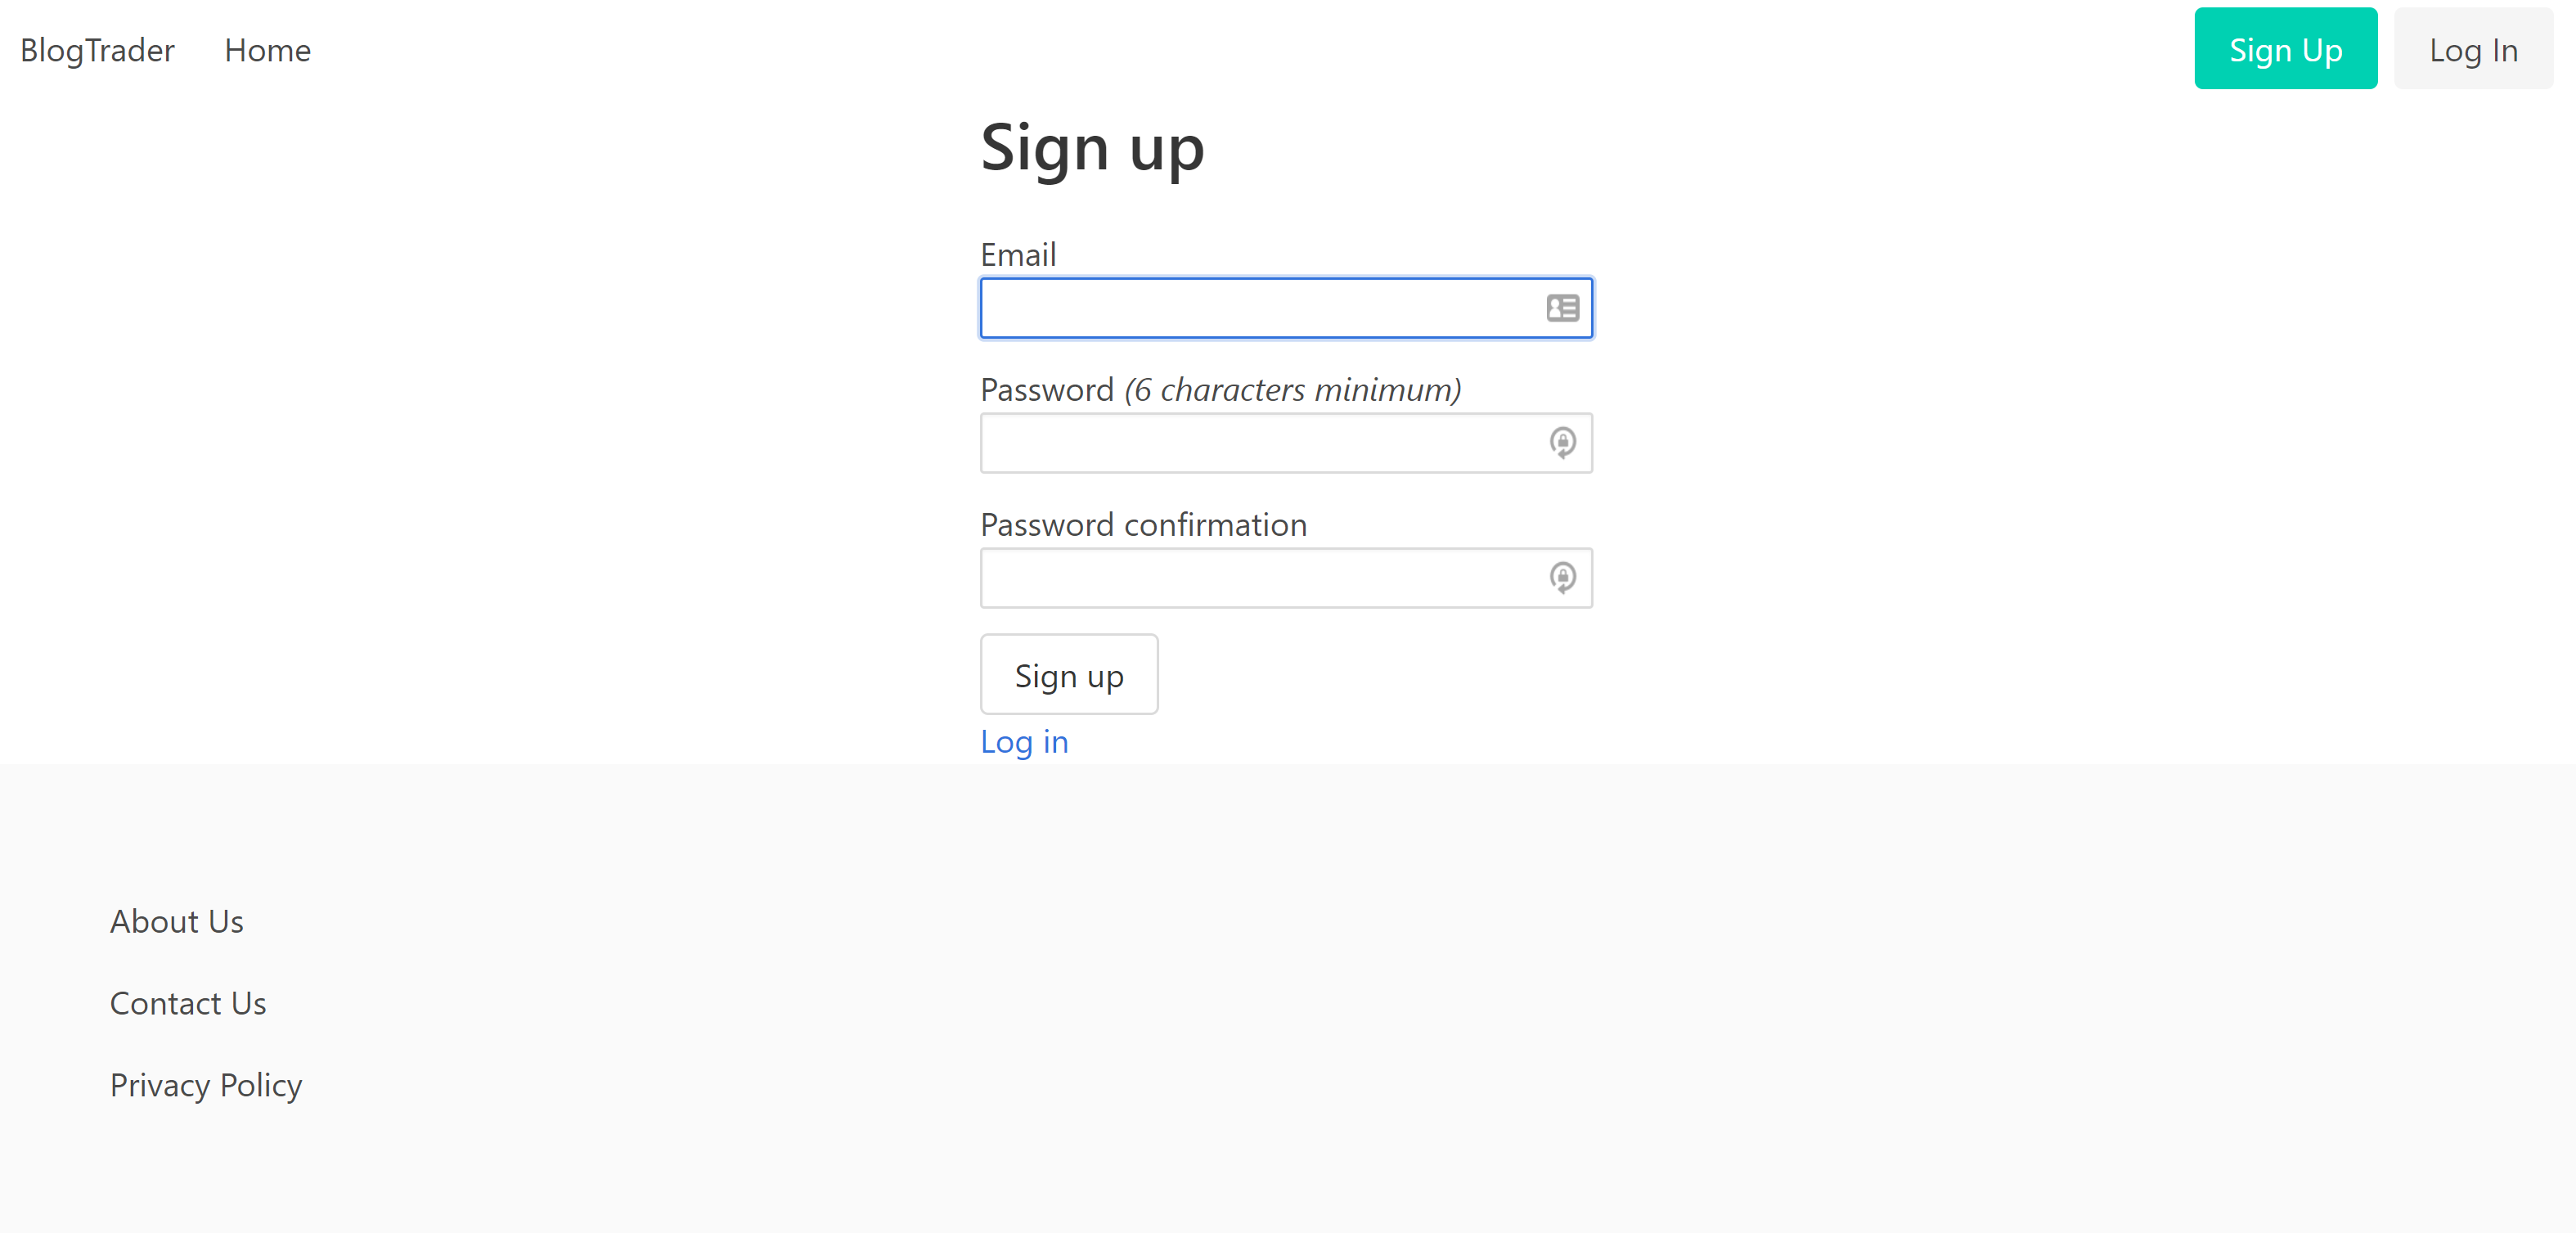 BlogTrader Home Sign Up Log In
Sign up
Email
Password (6 characters minimum)
Password confirmation
Sign up
Log in
About Us
Contact Us
Privacy Policy